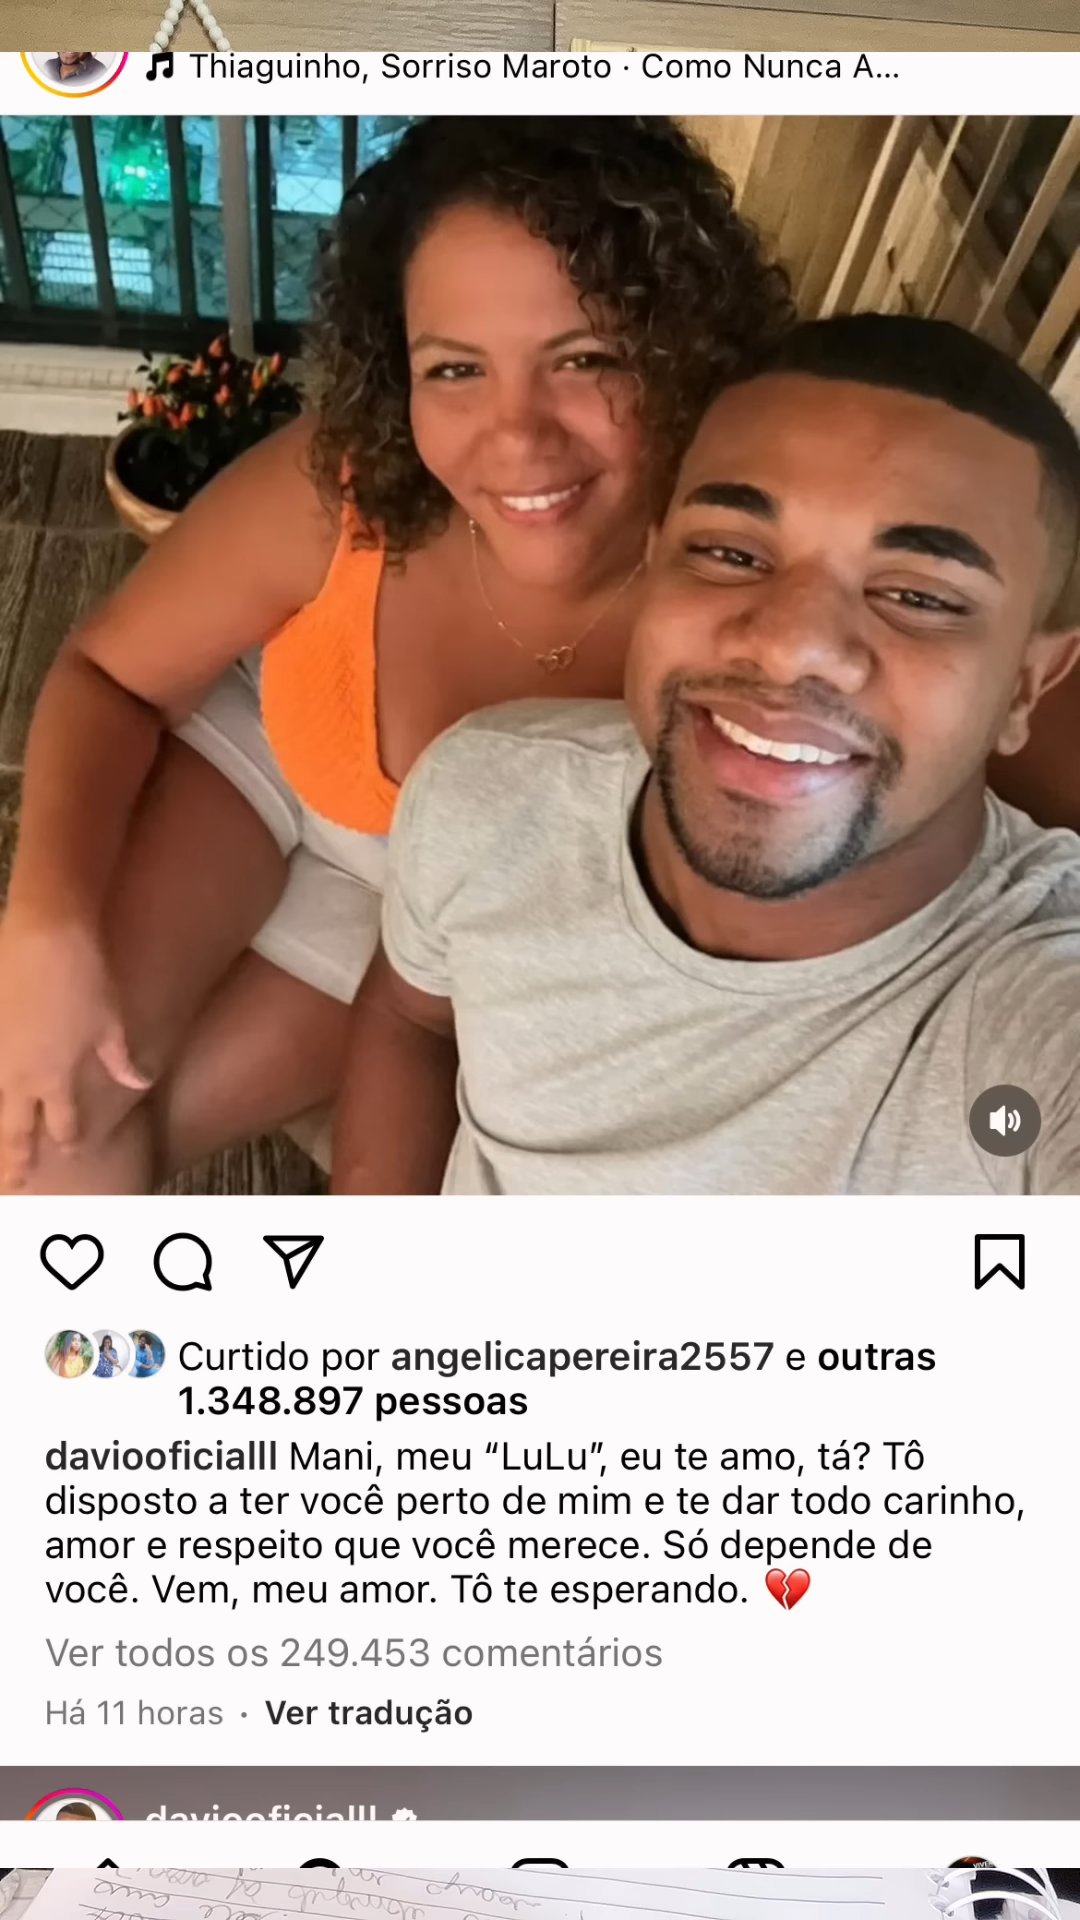 Thiaguinho, Sorriso Maroto · Como Nunca A...
Curtido por angelicapereira2557 e outras
1.348.897 pessoas
daviooficialll Mani, meu “LuLu”, eu te amo, tá? Tô
disposto a ter você perto de mim e te dar todo carinho,
amor e respeito que você merece. Só depende de
você. Vem, meu amor. Tô te esperando. 💔
Ver todos os 249.453 comentários
Há 11 horas · Ver tradução
daviooficialll